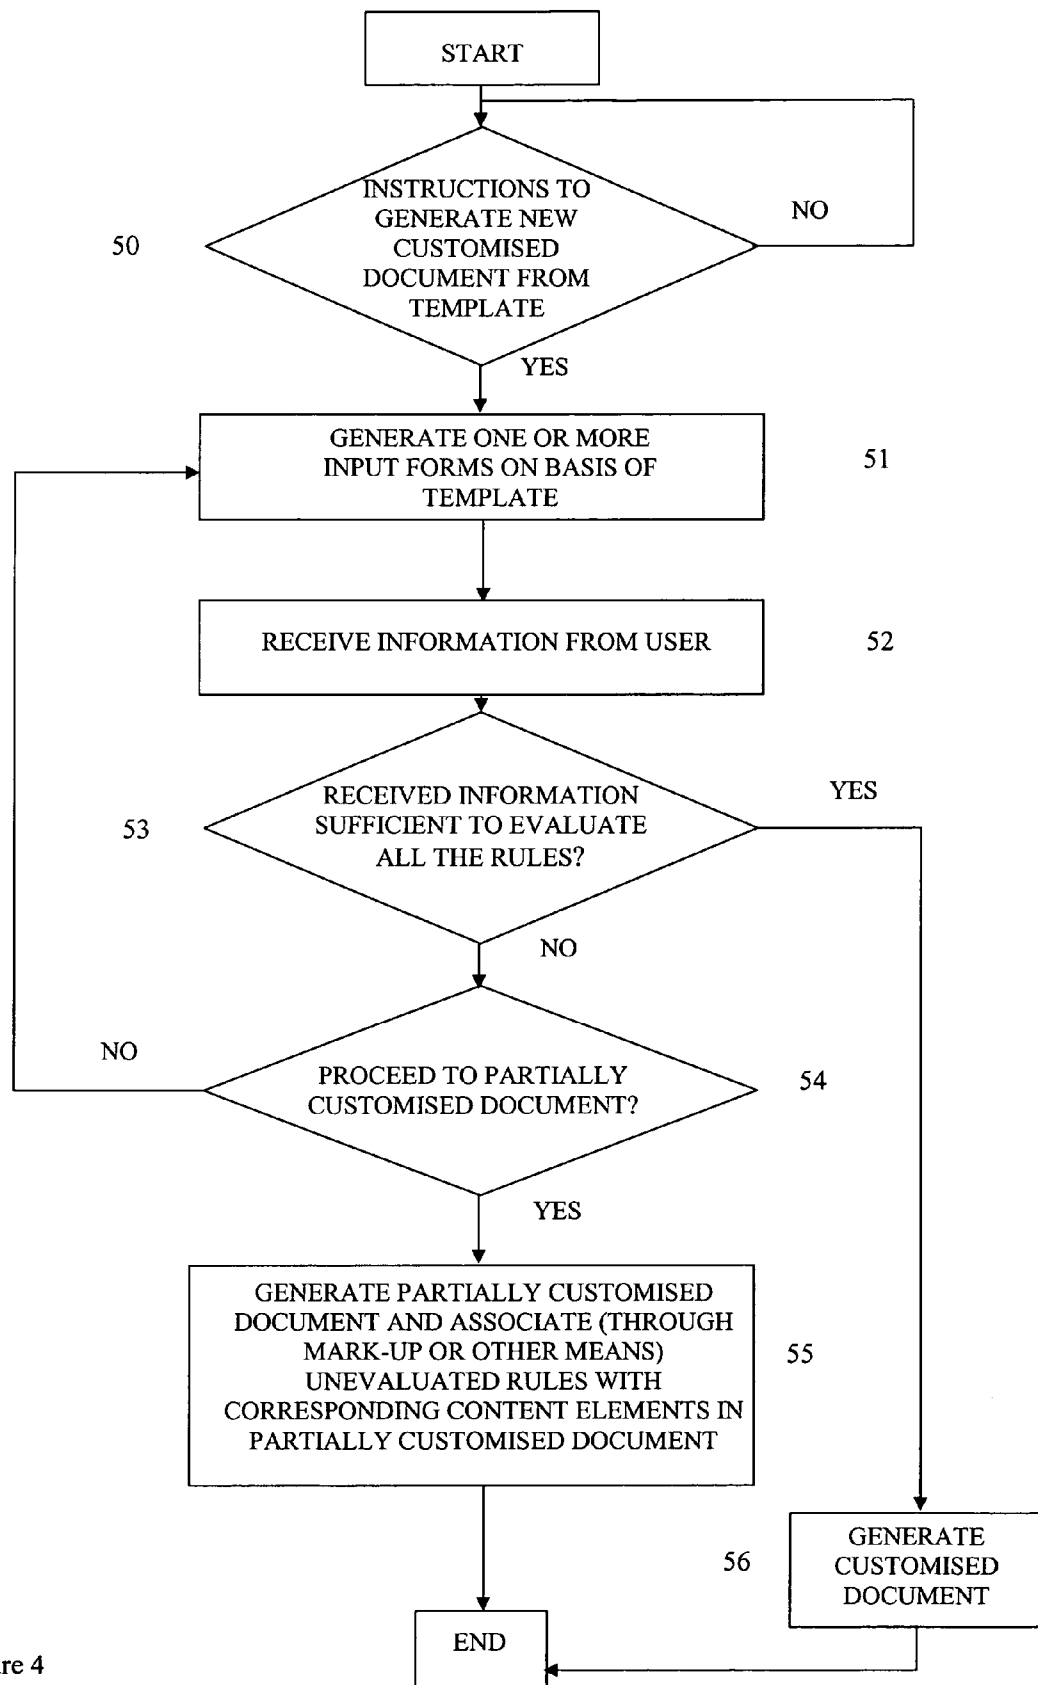 START
INSTRUCTIONS TO
GENERATE NEW
CUSTOMISED
DOCUMENT FROM
TEMPLATE
50
NO
YES
GENERATE ONE OR MORE
INPUT FORMS ON BASIS OF
TEMPLATE
51
RECEIVE INFORMATION FROM USER
52
RECEIVED INFORMATION
SUFFICIENT TO EVALUATE
ALL THE RULES?
53
YES
NO
PROCEED TO PARTIALLY
CUSTOMISED DOCUMENT?
54
NO
YES
GENERATE PARTIALLY CUSTOMISED
DOCUMENT AND ASSOCIATE (THROUGH
MARK-UP OR OTHER MEANS)
UNEVALUATED RULES WITH
CORRESPONDING CONTENT ELEMENTS IN
PARTIALLY CUSTOMISED DOCUMENT
55
GENERATE
CUSTOMISED
DOCUMENT
56
END
re 4